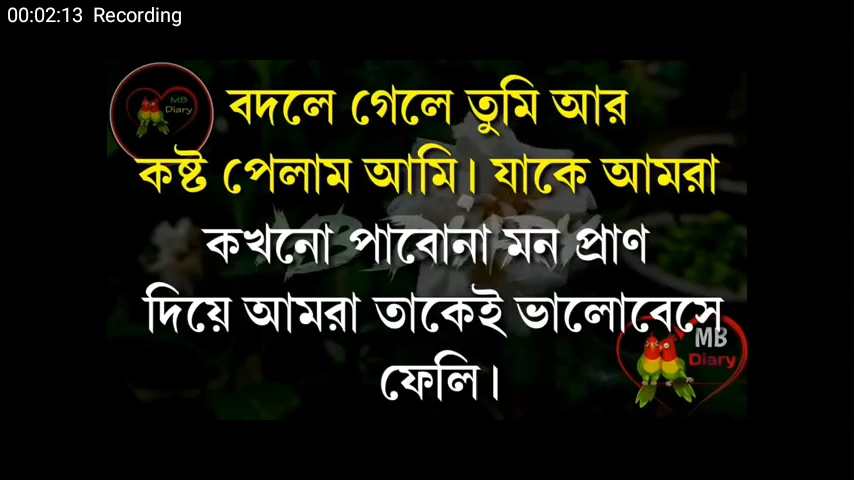 00:02:13 Recording
MB
Diary
বদলে গেলে তুমি আর
কষ্ট পেলাম আমি। যাকে আমরা
কখনো পাবোনা মন প্রাণ
দিয়ে আমরা তাকেই ভালোবেসে
ফেলি।
MB
Diary